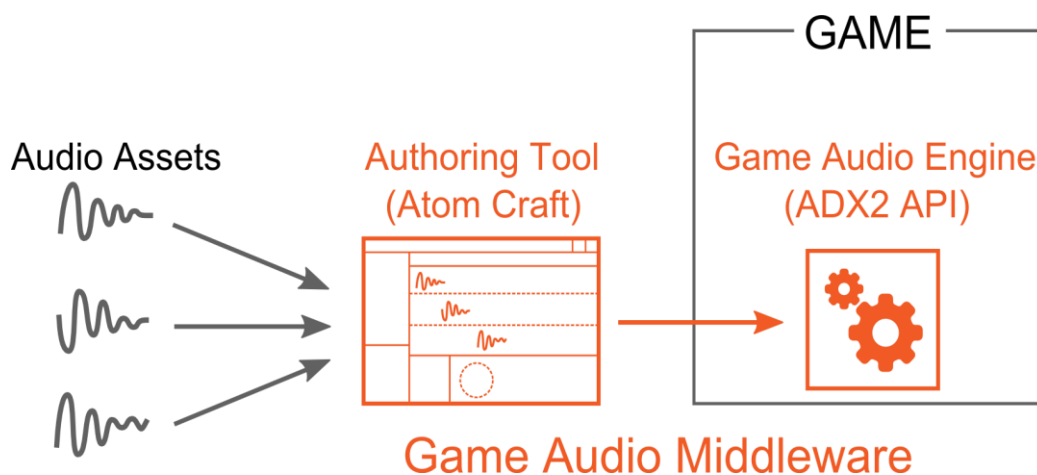 GAME
Audio Assets
Authoring Tool
(Atom Craft)
Game Audio Engine
(ADX2 API)
Game Audio Middleware